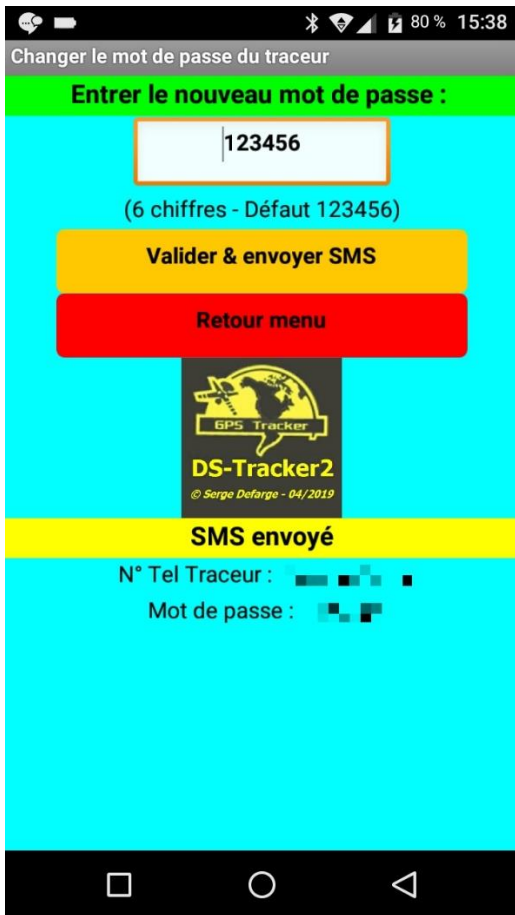 80 % 15:38
Changer le mot de passe du traceur
Entrer le nouveau mot de passe :
123456
(6 chiffres - Défaut 123456)
Valider & envoyer SMS
Retour menu
GPS Tracker
DS-Tracker2
© Serge Defarge - 04/2019
SMS envoyé
N° Tel Traceur :
Mot de passe :